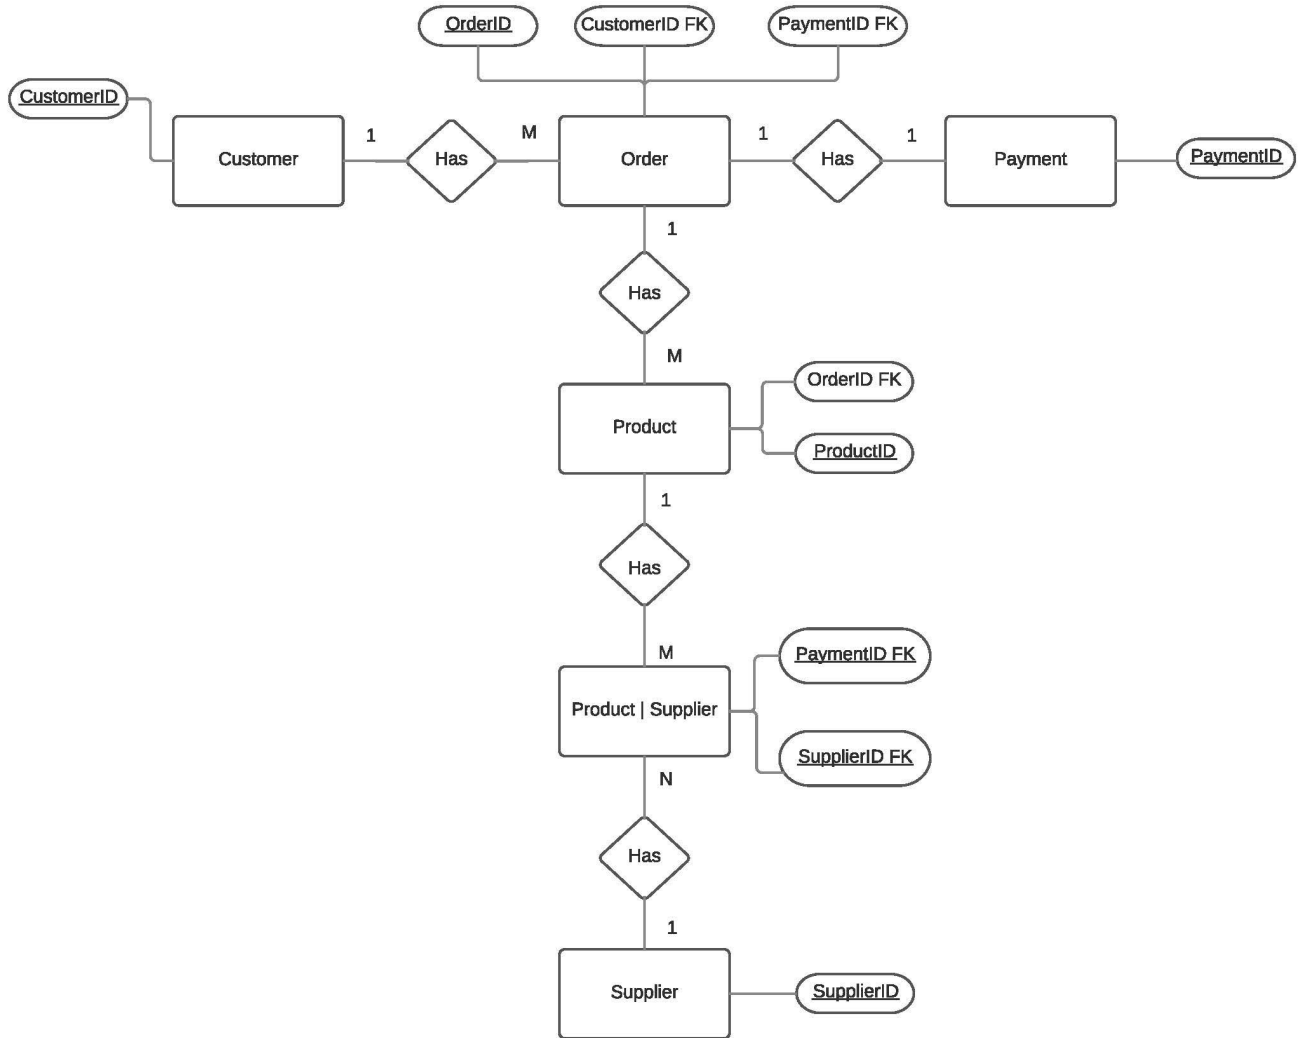 OrderID
CustomerID FK
PaymentID FK
CustomerID
Customer
1
Has
M
Order
1
Has
1
Payment
PaymentID
1
Has
M
Product
OrderID FK
ProductID
1
Has
M
Product | Supplier
PaymentID FK
SupplierID FK
N
Has
1
Supplier
SupplierID